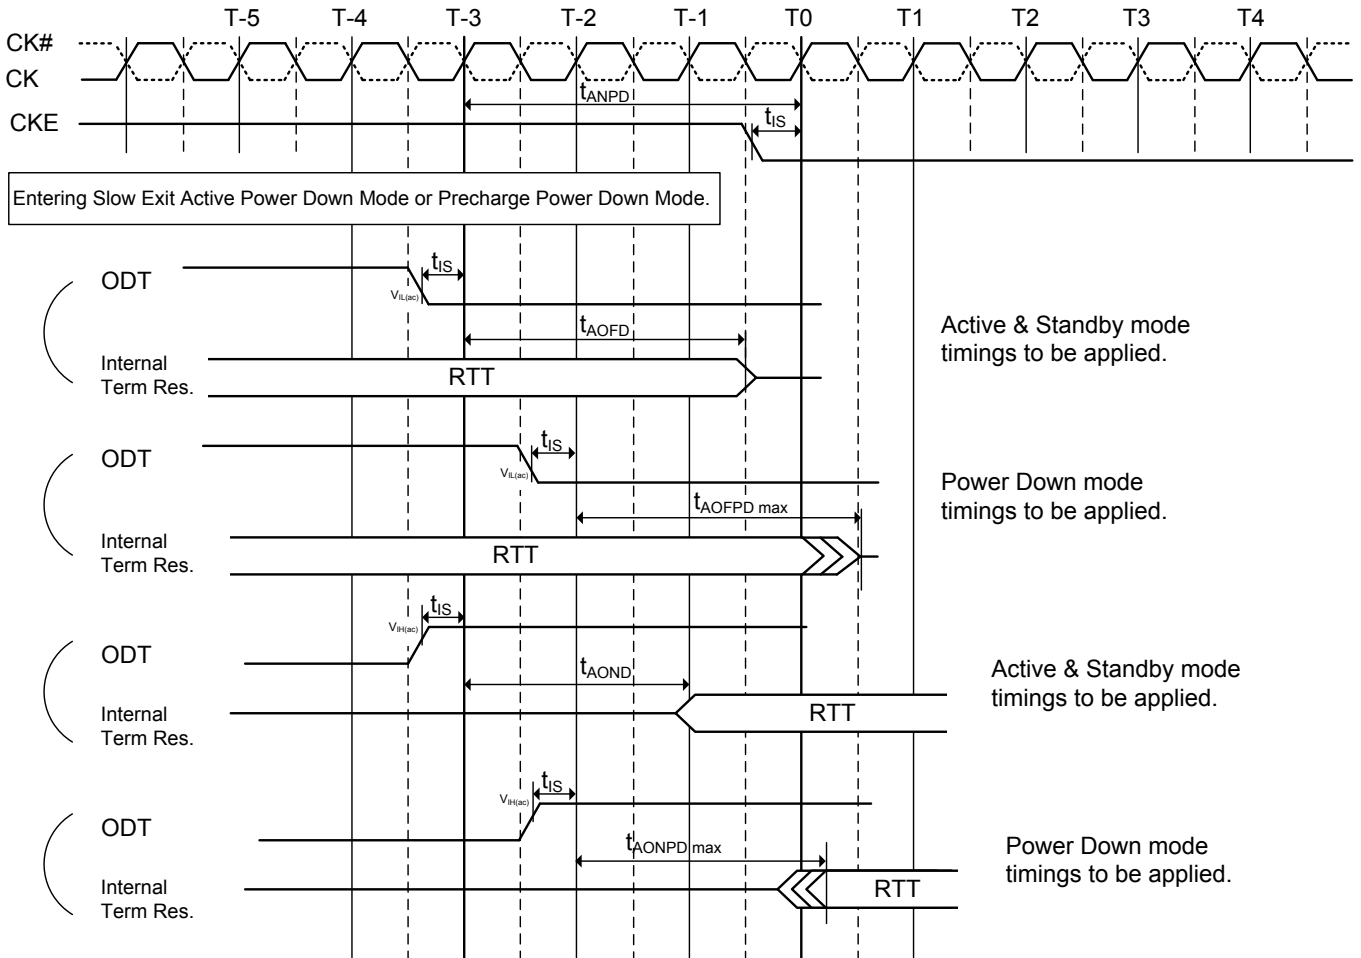 T-5 T-4 T-3 T-2 T-1 T0 T1 T2 T3 T4
CK#
CK
tANPD
CKE
tIS
Entering Slow Exit Active Power Down Mode or Precharge Power Down Mode.
ODT
tIS
VIL(ac)
tAOFD
Internal
Term Res.
RTT
Active & Standby mode
timings to be applied.
ODT
tIS
VIL(ac)
tAOFPD max
Internal
Term Res.
RTT
Power Down mode
timings to be applied.
tIS
VIH(ac)
ODT
tAOND
Internal
Term Res.
RTT
Active & Standby mode
timings to be applied.
tIS
VIH(ac)
ODT
tAONPD max
Internal
Term Res.
RTT
Power Down mode
timings to be applied.